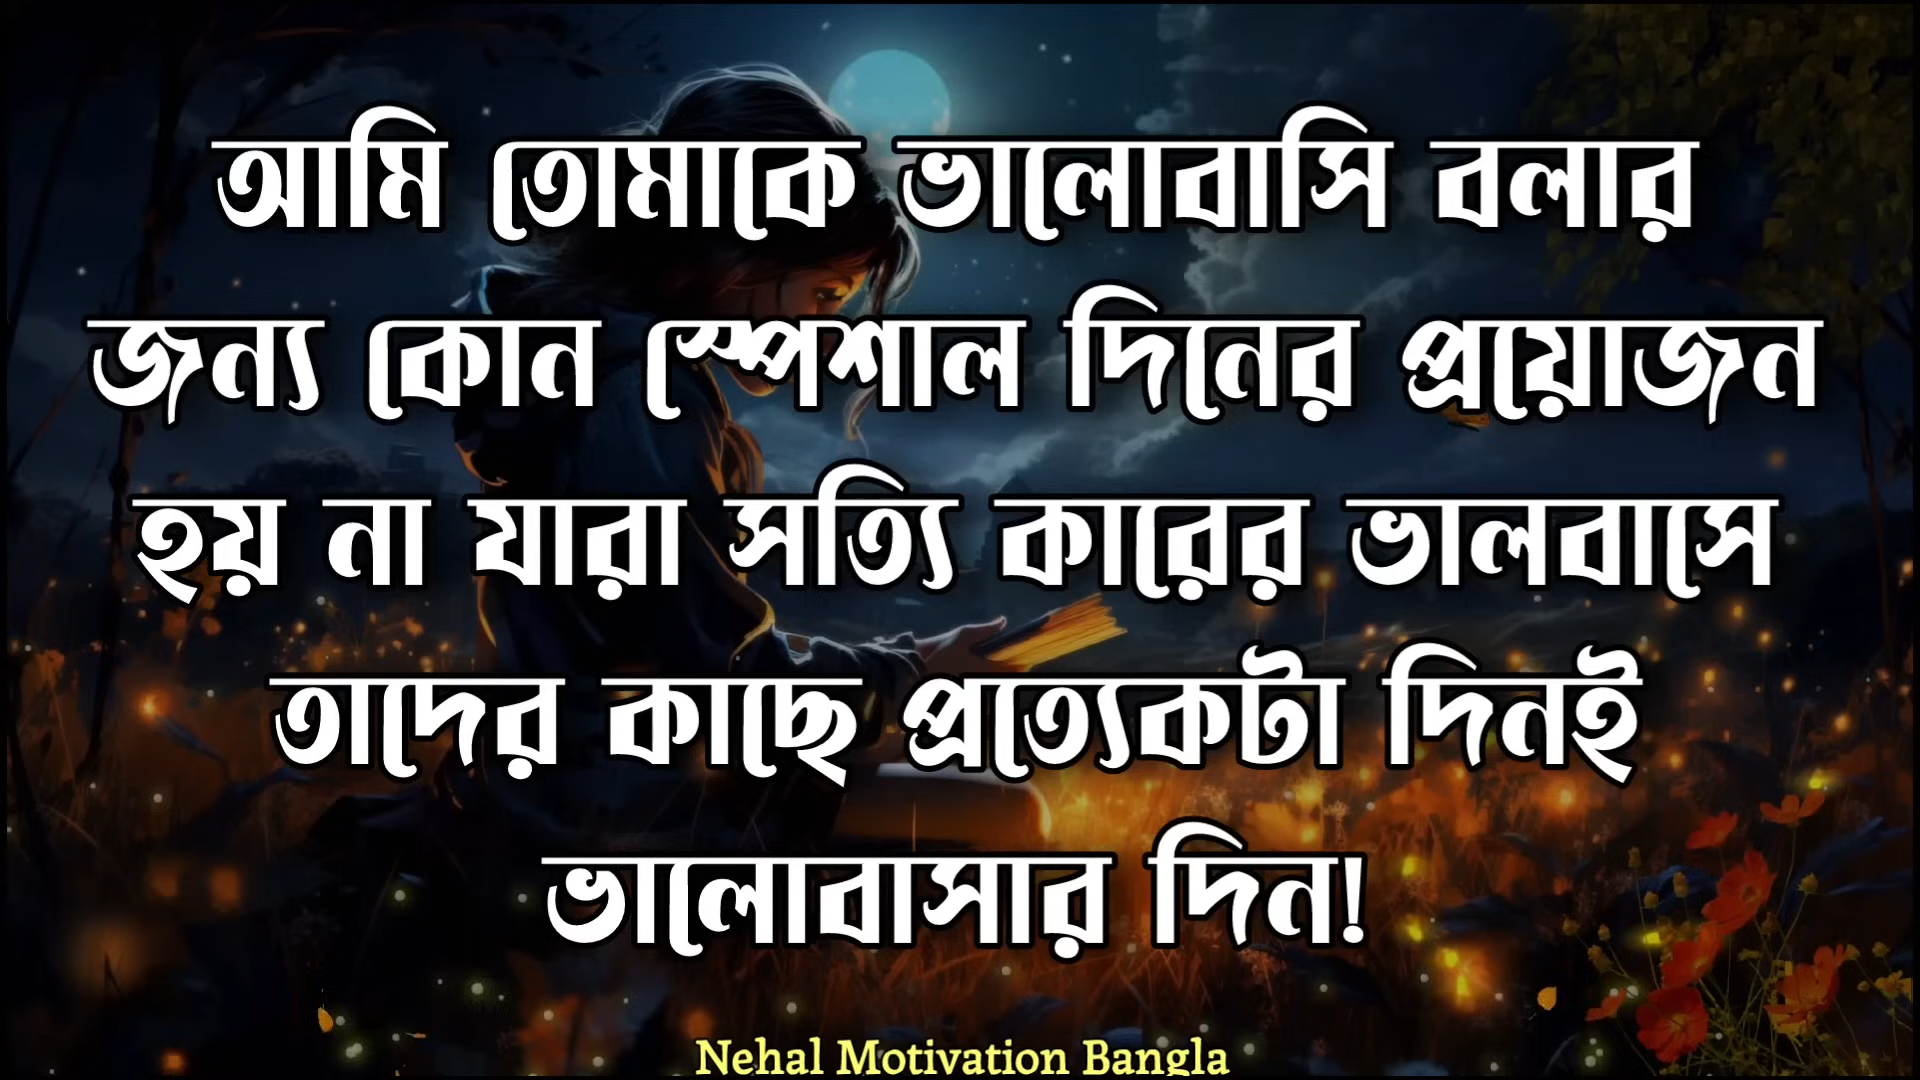 আমি তোমাকে ভালোবাসি বলার
জন্য কোন স্পেশাল দিনের প্রয়োজন
হয় না যারা সত্যি কারের ভালবাসে
তাদের কাছে প্রত্যেকটা দিনই
ভালোবাসার দিন!
Nehal Motivation Bangla